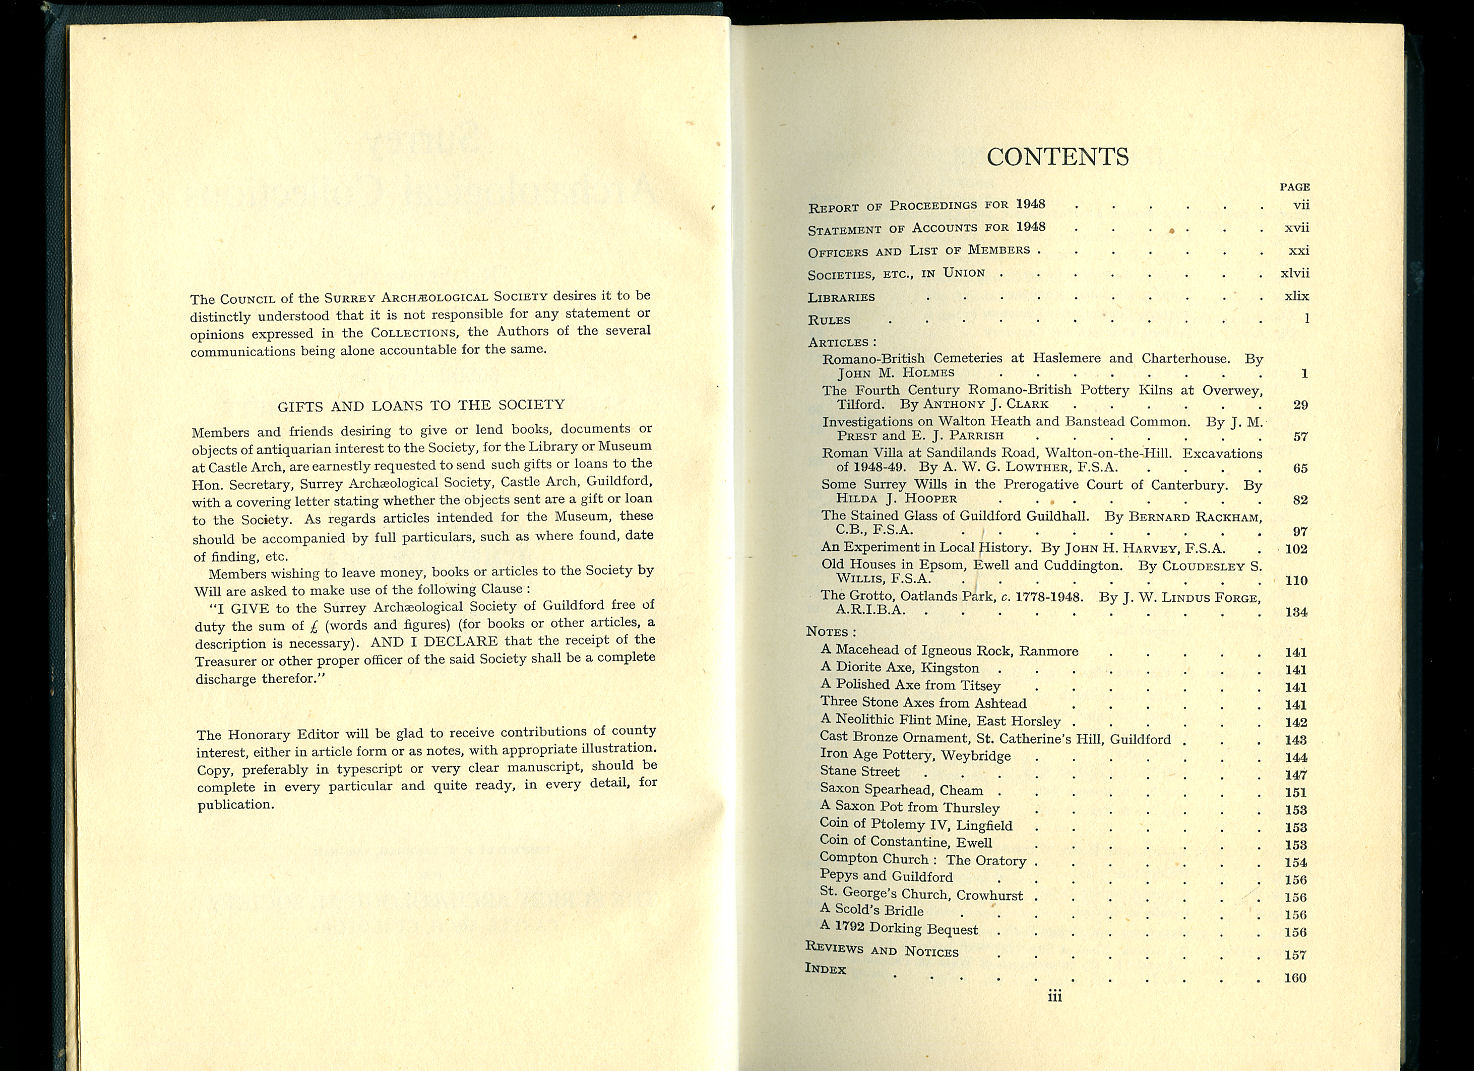 The Council of the Surrey Archæological Society desires it to be
distinctly understood that it is not responsible for any statement or
opinions expressed in the Collections, the Authors of the several
communications being alone accountable for the same.
GIFTS AND LOANS TO THE SOCIETY
Members and friends desiring to give or lend books, documents or
objects of antiquarian interest to the Society, for the Library or Museum
at Castle Arch, are earnestly requested to send such gifts or loans to the
Hon. Secretary, Surrey Archæological Society, Castle Arch, Guildford,
with a covering letter stating whether the objects sent are a gift or loan
to the Society. As regards articles intended for the Museum, these
should be accompanied by full particulars, such as where found, date
of finding, etc.
Members wishing to leave money, books or articles to the Society by
Will are asked to make use of the following Clause :
"I GIVE to the Surrey Archæological Society of Guildford free of
duty the sum of £ (words and figures) (for books or other articles, a
description is necessary). AND I DECLARE that the receipt of the
Treasurer or other proper officer of the said Society shall be a complete
discharge therefor."
The Honorary Editor will be glad to receive contributions of county
interest, either in article form or as notes, with appropriate illustration.
Copy, preferably in typescript or very clear manuscript, should be
complete in every particular and quite ready, in every detail, for
publication.
CONTENTS
PAGE
Report of Proceedings for 1948 . . . . . . vii
Statement of Accounts for 1948 . . . . . . xvii
Officers and List of Members . . . . . . . xxi
Societies, etc., in Union . . . . . . . . xlvii
Libraries . . . . . . . . . . xlix
Rules . . . . . . . . . . . l
Articles :
Romano-British Cemeteries at Haslemere and Charterhouse. By
John M. Holmes . . . . . . . . 1
The Fourth Century Romano-British Pottery Kilns at Overwey,
Tilford. By Anthony J. Clark . . . . . . 29
Investigations on Walton Heath and Banstead Common. By J. M.
Prest and E. J. Parrish . . . . . . . 57
Roman Villa at Sandilands Road, Walton-on-the-Hill. Excavations
of 1948-49. By A. W. G. Lowther, F.S.A. . . . . 65
Some Surrey Wills in the Prerogative Court of Canterbury. By
Hilda J. Hooper . . . . . . . . 82
The Stained Glass of Guildford Guildhall. By Bernard Rackham,
C.B., F.S.A. . . . . . . . . . 97
An Experiment in Local History. By John H. Harvey, F.S.A. . 102
Old Houses in Epsom, Ewell and Cuddington. By Cloudesley S.
Willis, F.S.A. . . . . . . . . . 110
The Grotto, Oatlands Park, c. 1778-1948. By J. W. Lindus Forge,
A.R.I.B.A. . . . . . . . . . . 134
Notes :
A Macehead of Igneous Rock, Ranmore . . . . . 141
A Diorite Axe, Kingston . . . . . . . . 141
A Polished Axe from Titsey . . . . . . . 141
Three Stone Axes from Ashtead . . . . . . 141
A Neolithic Flint Mine, East Horsley . . . . . . 142
Cast Bronze Ornament, St. Catherine's Hill, Guildford . . . 143
Iron Age Pottery, Weybridge . . . . . . . 144
Stane Street . . . . . . . . . . 147
Saxon Spearhead, Cheam . . . . . . . . 151
A Saxon Pot from Thursley . . . . . . . 153
Coin of Ptolemy IV, Lingfield . . . . . . . 153
Coin of Constantine, Ewell . . . . . . . 153
Compton Church : The Oratory . . . . . . . 154
Pepys and Guildford . . . . . . . . 156
St. George's Church, Crowhurst . . . . . . . 156
A Scold's Bridle . . . . . . . . . 156
A 1792 Dorking Bequest . . . . . . . . 156
Reviews and Notices . . . . . . . . 157
Index . . . . . . . . . . . 160
iii